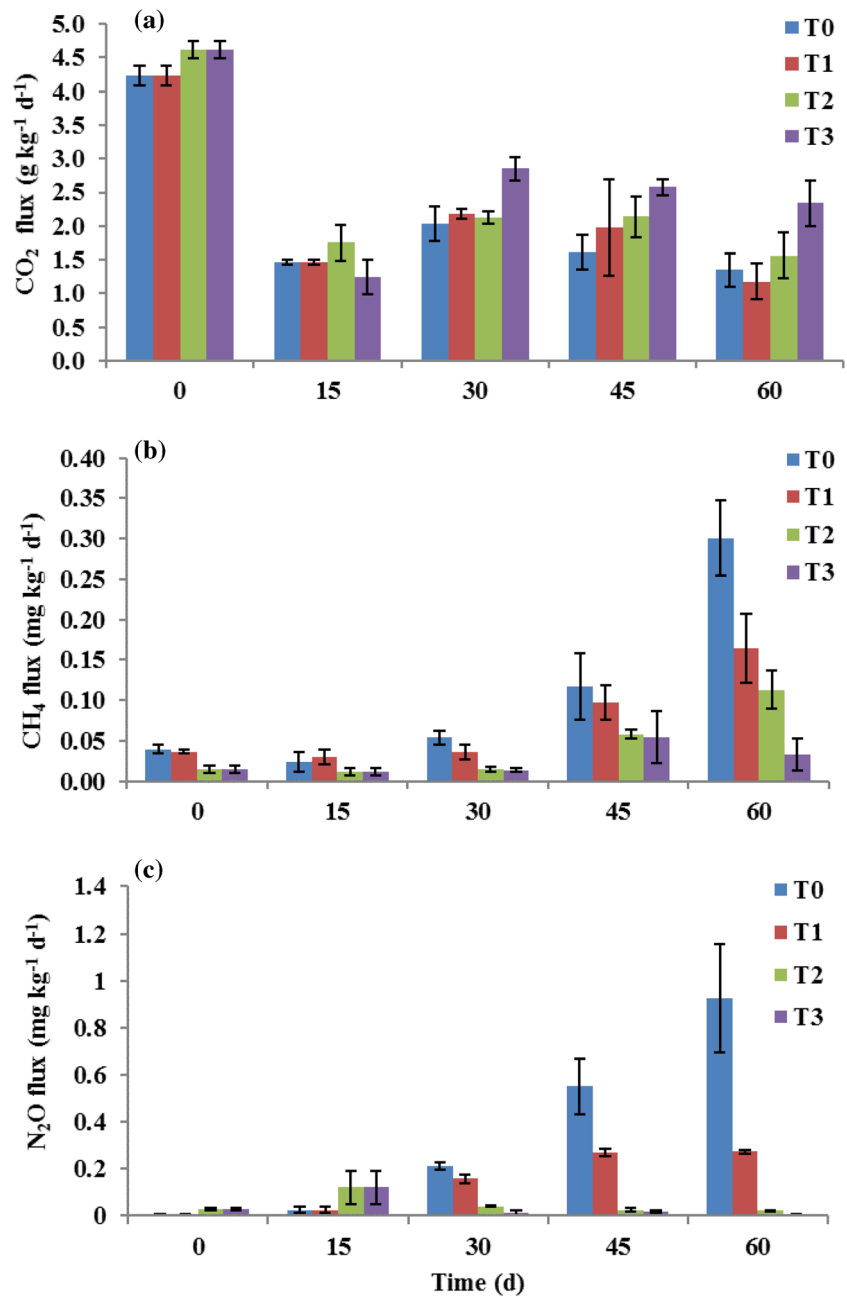 (a)
CO₂ flux (g kg⁻¹ d⁻¹)
5.0
4.5
4.0
3.5
3.0
2.5
2.0
1.5
1.0
0.5
0.0
T0
T1
T2
T3
0 15 30 45 60
(b)
CH₄ flux (mg kg⁻¹ d⁻¹)
0.40
0.35
0.30
0.25
0.20
0.15
0.10
0.05
0.00
T0
T1
T2
T3
0 15 30 45 60
(c)
N₂O flux (mg kg⁻¹ d⁻¹)
1.4
1.2
1
0.8
0.6
0.4
0.2
0
T0
T1
T2
T3
0 15 30 45 60
Time (d)